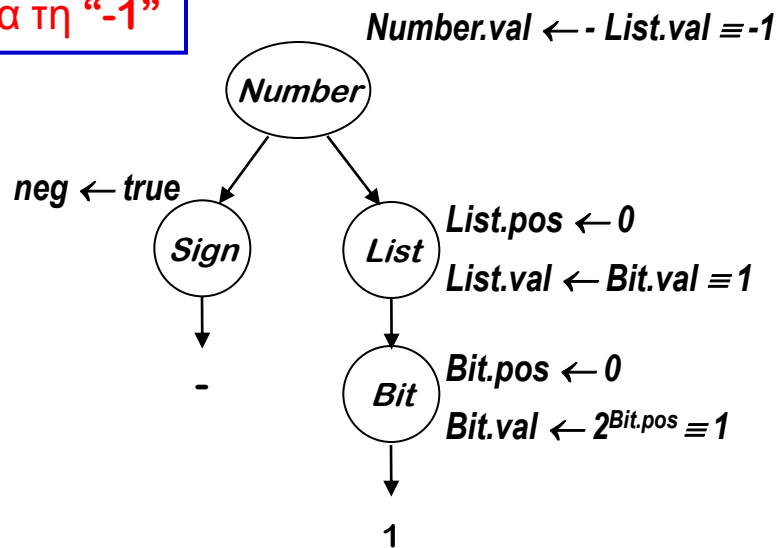 α τη “-1”
Number.val ← - List.val ≡ -1
Number
neg ← true
Sign
List
List.pos ← 0
List.val ← Bit.val ≡ 1
-
Bit
Bit.pos ← 0
Bit.val ← 2^Bit.pos ≡ 1
1